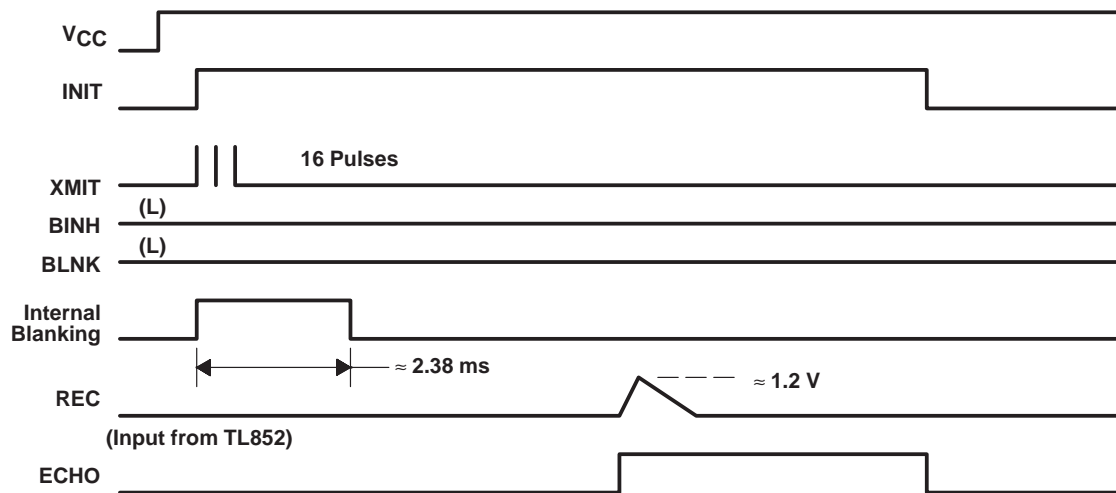 VCC
INIT
16 Pulses
XMIT
(L)
BINH
(L)
BLNK
Internal
Blanking
≈ 2.38 ms
≈ 1.2 V
REC
(Input from TL852)
ECHO